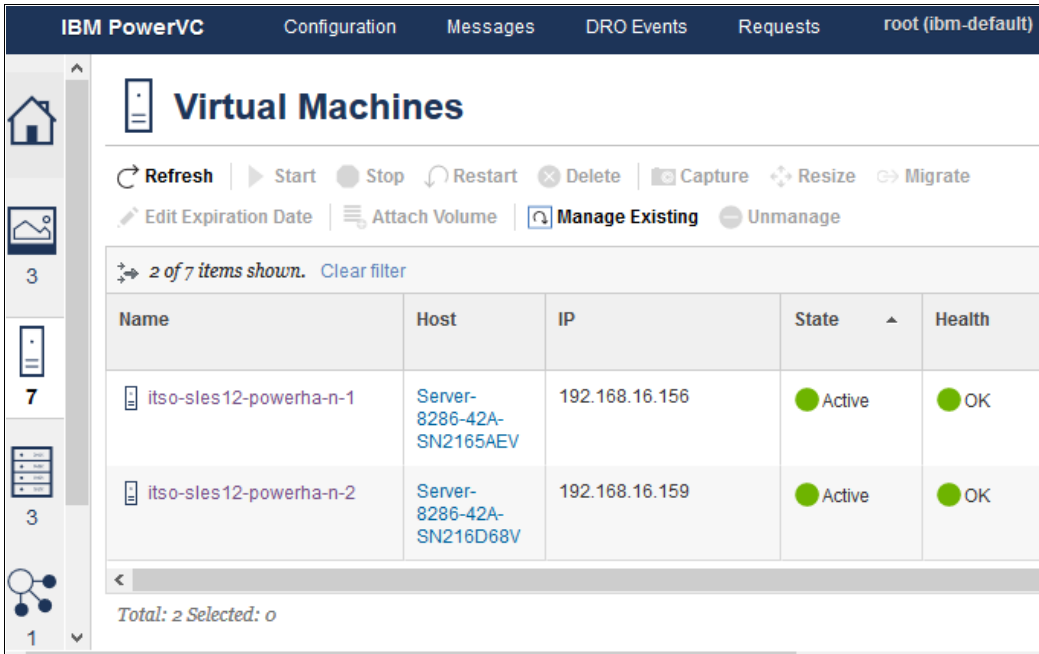 IBM PowerVC Configuration Messages DRO Events Requests root (ibm-default)
Virtual Machines
Refresh Start Stop Restart Delete Capture Resize Migrate
Edit Expiration Date Attach Volume Manage Existing Unmanage
3
2 of 7 items shown. Clear filter
Name Host IP State Health
7
itso-sles12-powerha-n-1 Server-8286-42A-SN2165AEV 192.168.16.156 Active OK
itso-sles12-powerha-n-2 Server-8286-42A-SN216D68V 192.168.16.159 Active OK
3
Total: 2 Selected: 0
1